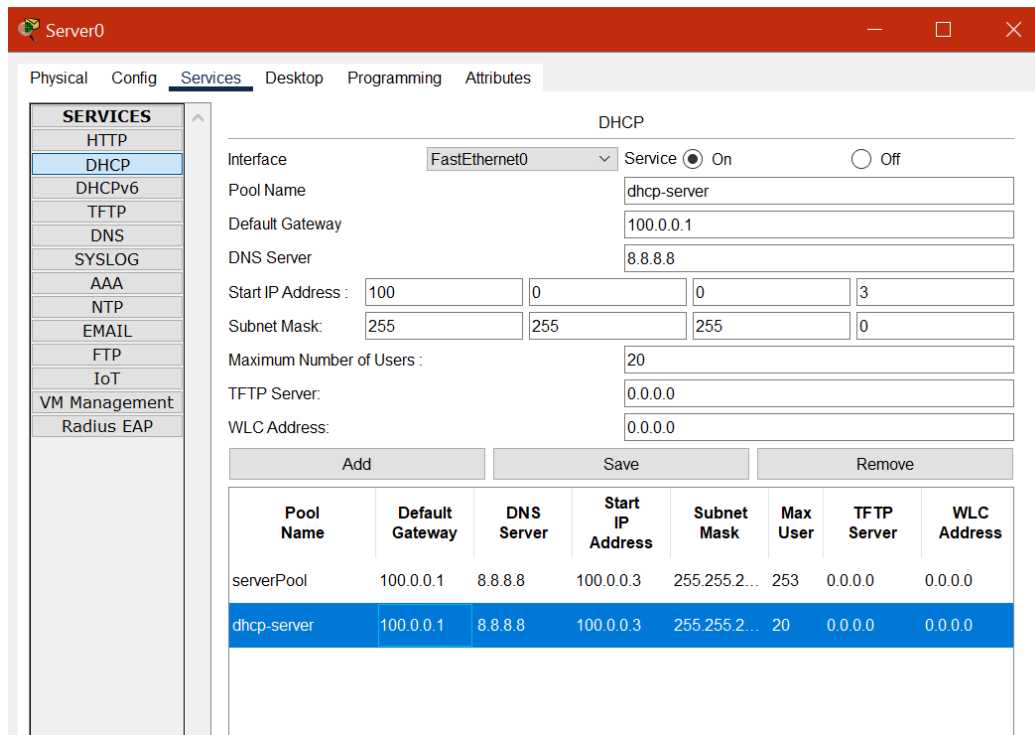 Server0
Physical Config Services Desktop Programming Attributes
SERVICES
HTTP
DHCP
DHCPv6
TFTP
DNS
SYSLOG
AAA
NTP
EMAIL
FTP
IoT
VM Management
Radius EAP
DHCP
Interface FastEthernet0 Service On Off
Pool Name dhcp-server
Default Gateway 100.0.0.1
DNS Server 8.8.8.8
Start IP Address : 100 0 0 3
Subnet Mask: 255 255 255 0
Maximum Number of Users : 20
TFTP Server: 0.0.0.0
WLC Address: 0.0.0.0
Add Save Remove
Pool Name Default Gateway DNS Server Start IP Address Subnet Mask Max User TFTP Server WLC Address
serverPool 100.0.0.1 8.8.8.8 100.0.0.3 255.255.2... 253 0.0.0.0 0.0.0.0
dhcp-server 100.0.0.1 8.8.8.8 100.0.0.3 255.255.2... 20 0.0.0.0 0.0.0.0